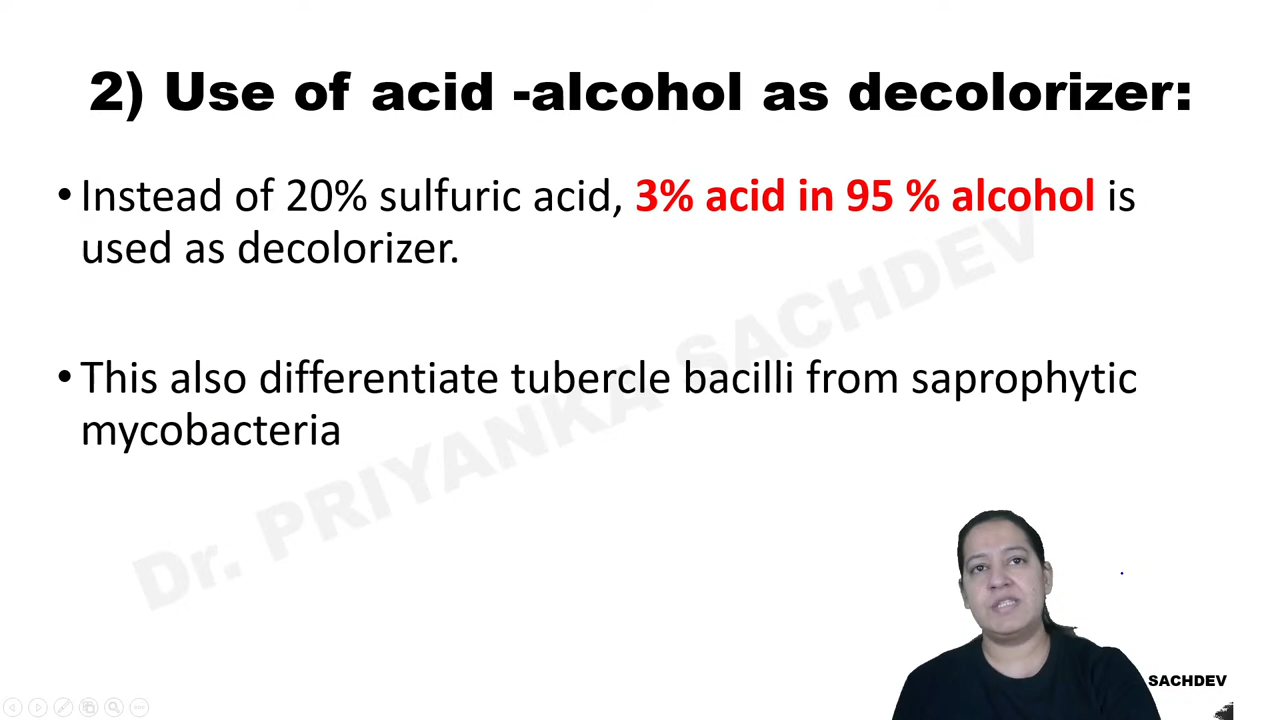 2) Use of acid -alcohol as decolorizer:
• Instead of 20% sulfuric acid, 3% acid in 95 % alcohol is
used as decolorizer.
• This also differentiate tubercle bacilli from saprophytic
mycobacteria
Dr. PRIYANKA SACHDEV
SACHDEV